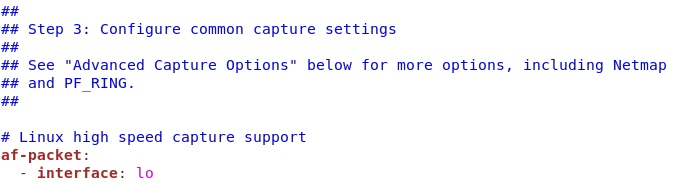 ##
## Step 3: Configure common capture settings
##
## See "Advanced Capture Options" below for more options, including Netmap
## and PF_RING.
##
# Linux high speed capture support
af-packet:
  - interface: lo